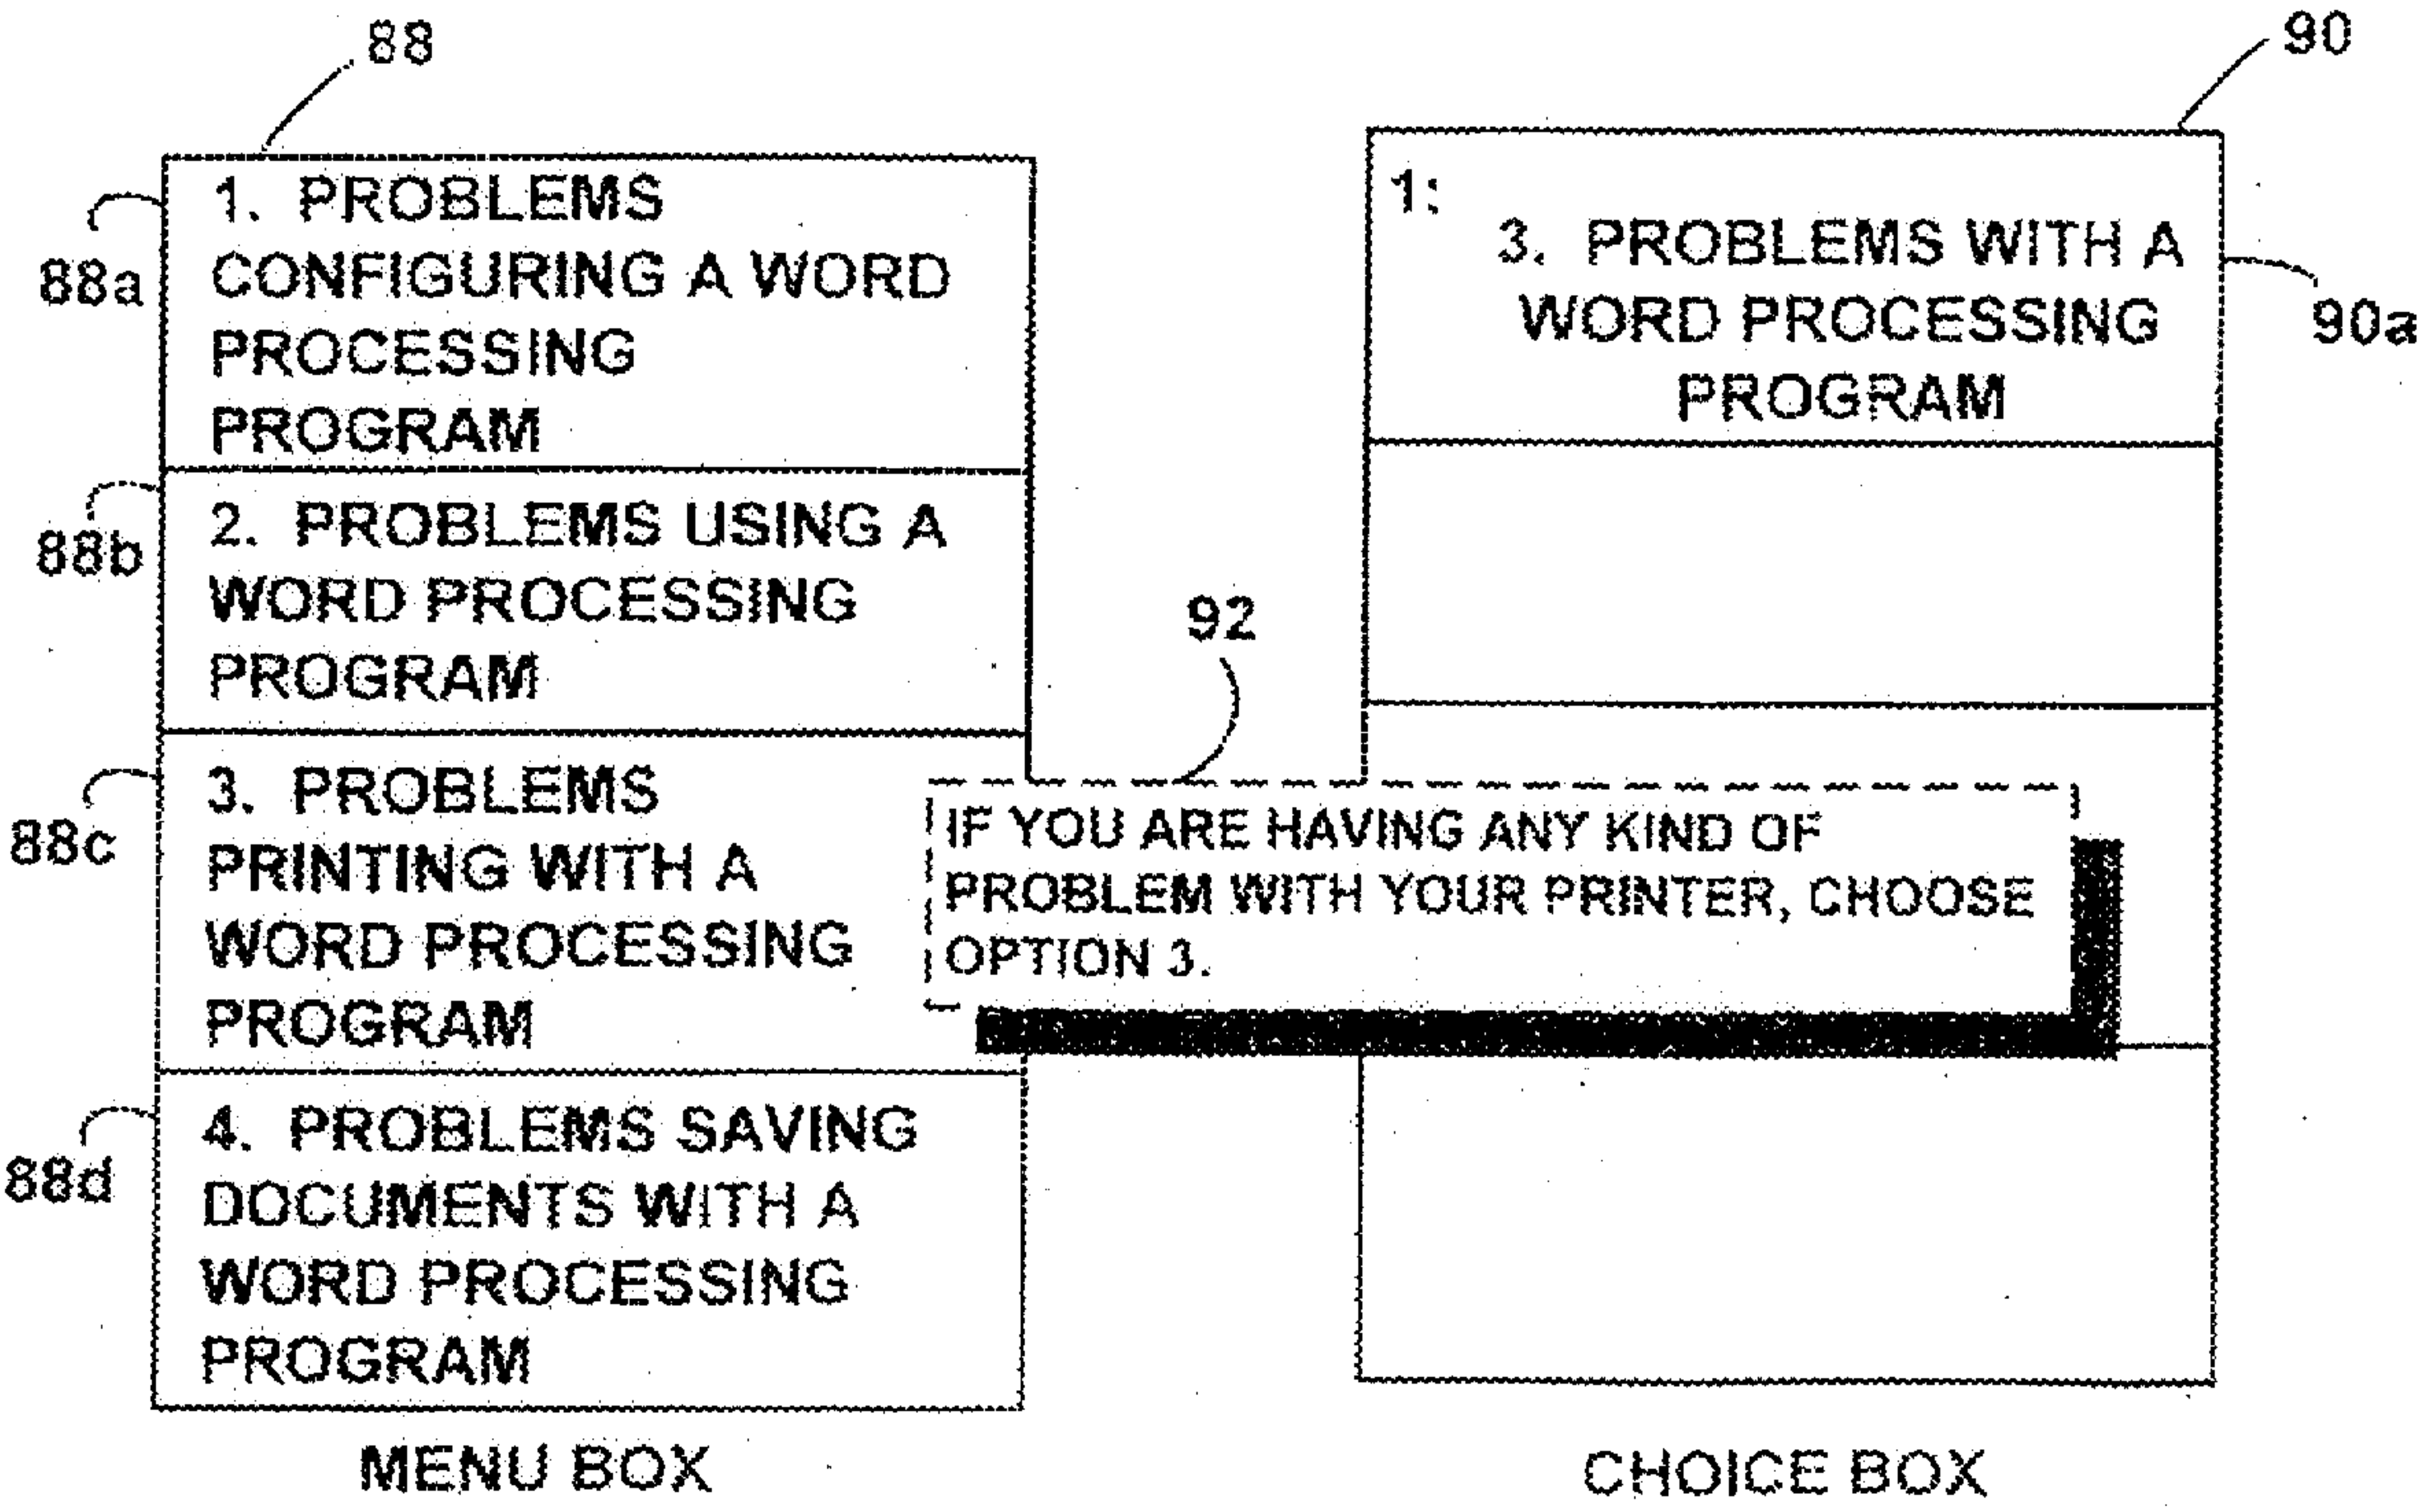 88
88a
1. PROBLEMS
CONFIGURING A WORD
PROCESSING
PROGRAM
88b
2. PROBLEMS USING A
WORD PROCESSING
PROGRAM
88c
3. PROBLEMS
PRINTING WITH A
WORD PROCESSING
PROGRAM
88d
4. PROBLEMS SAVING
DOCUMENTS WITH A
WORD PROCESSING
PROGRAM
MENU BOX
92
IF YOU ARE HAVING ANY KIND OF
PROBLEM WITH YOUR PRINTER, CHOOSE
OPTION 3.
90
1:
3. PROBLEMS WITH A
WORD PROCESSING
PROGRAM
90a
CHOICE BOX